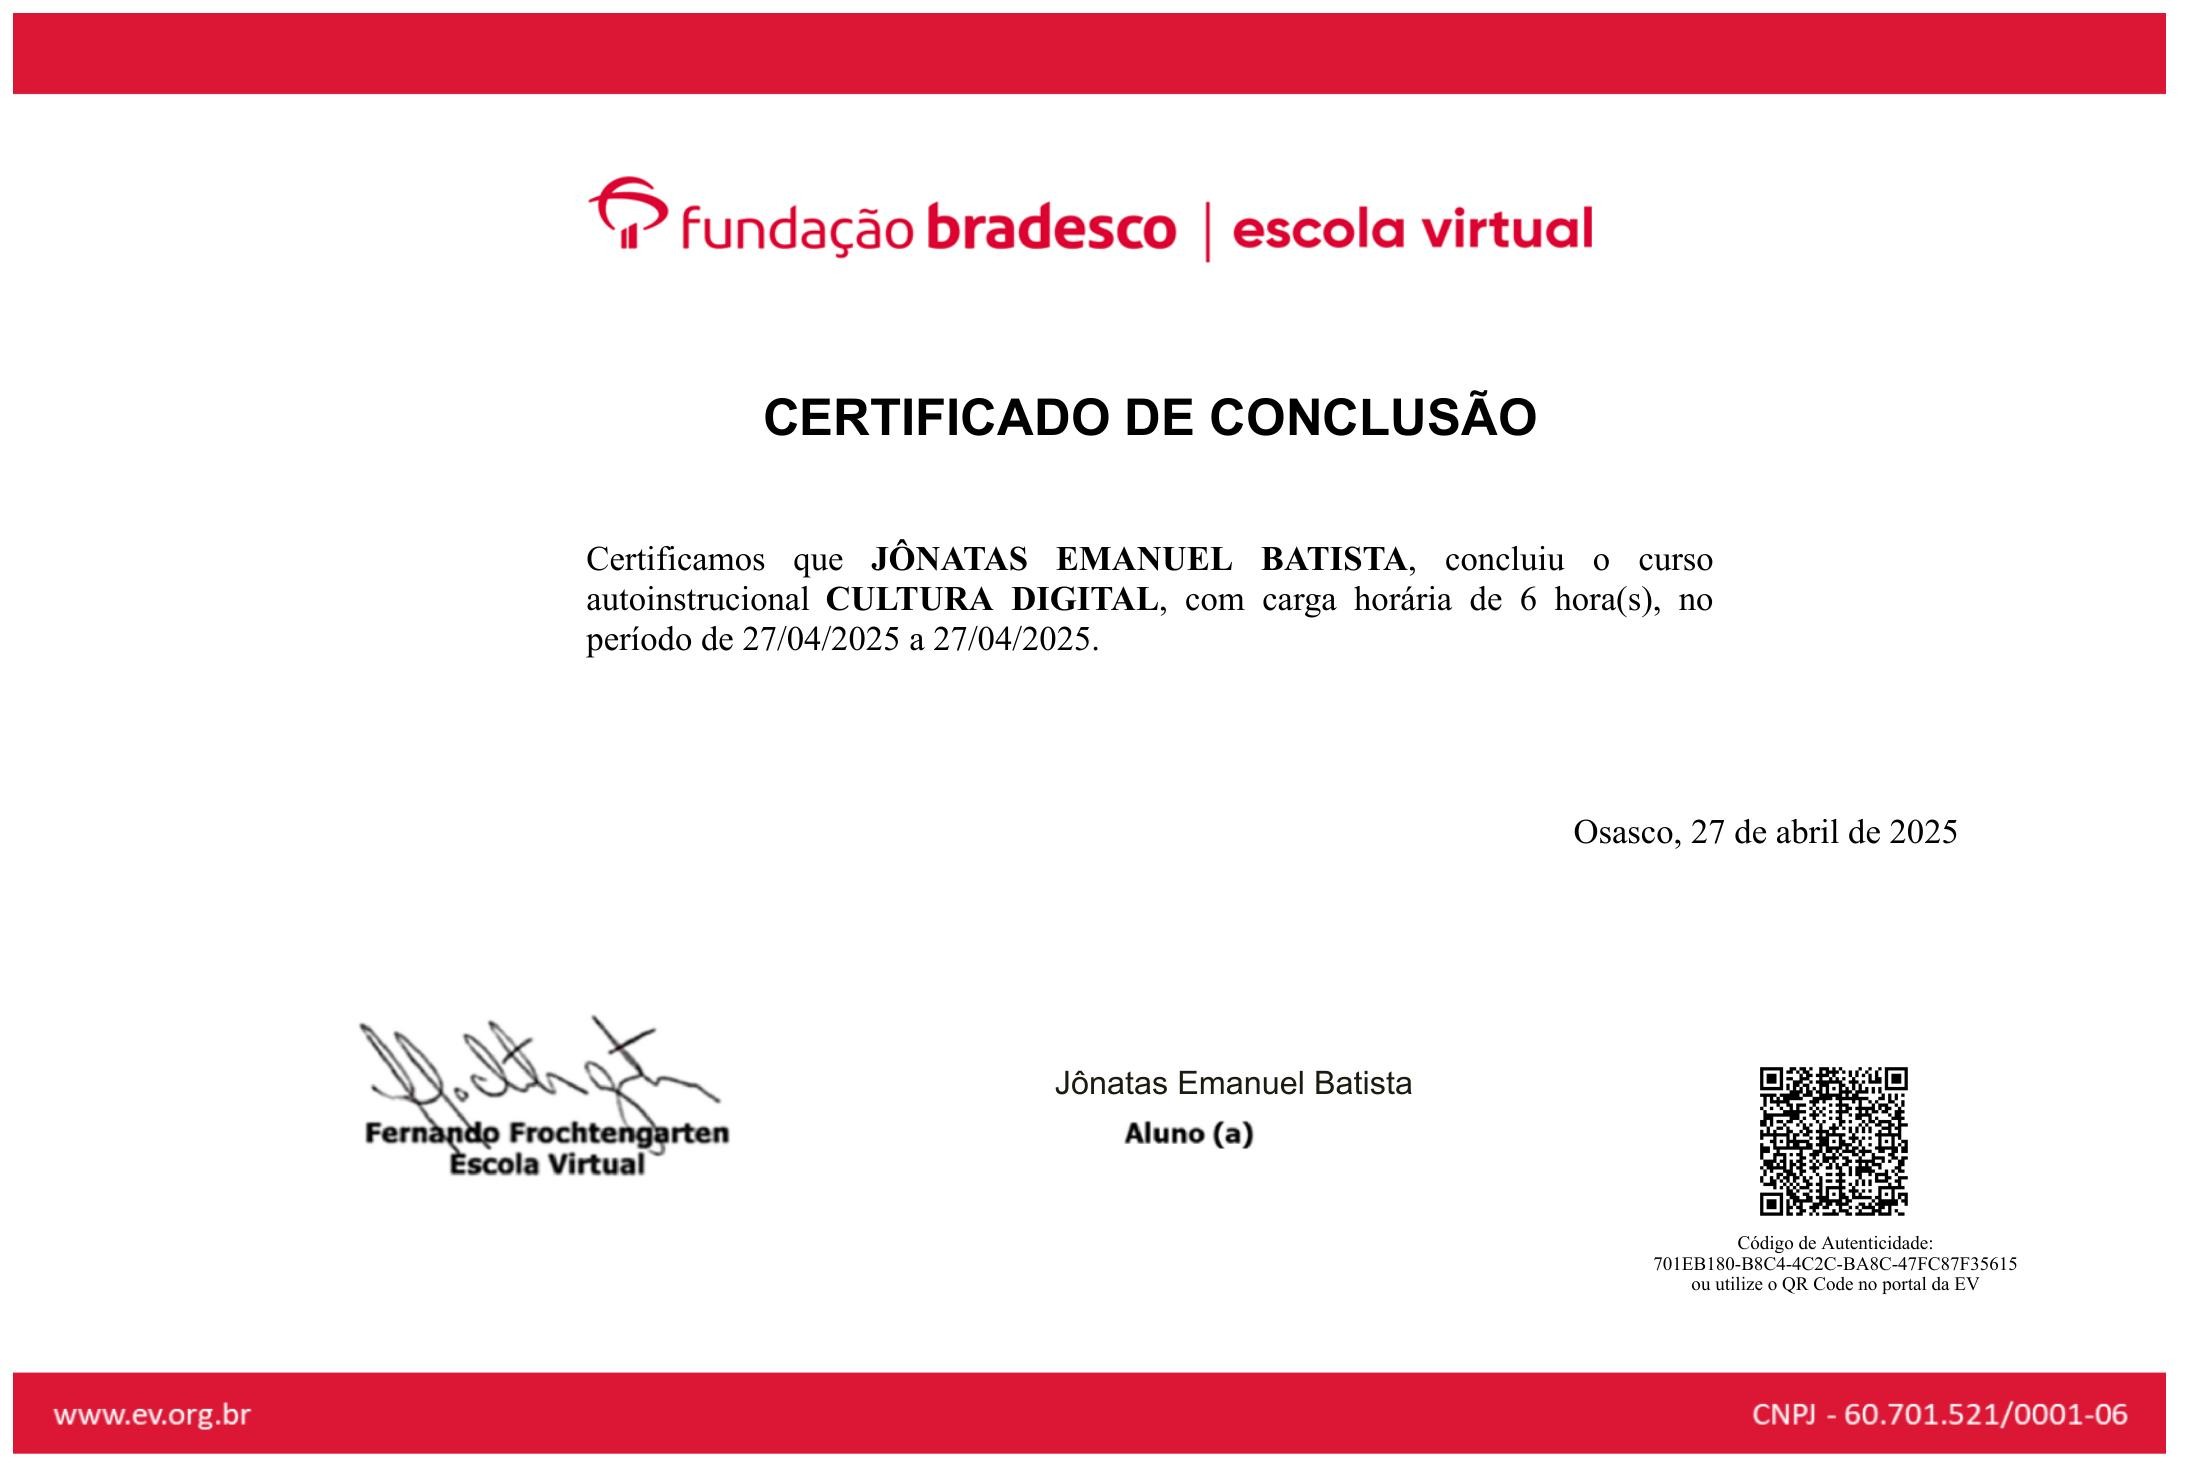 fundação bradesco | escola virtual
CERTIFICADO DE CONCLUSÃO
Certificamos que JÔNATAS EMANUEL BATISTA, concluiu o curso
autoinstrucional CULTURA DIGITAL, com carga horária de 6 hora(s), no
período de 27/04/2025 a 27/04/2025.
Osasco, 27 de abril de 2025
Fernando Frochtengarten
Escola Virtual
Jônatas Emanuel Batista
Aluno (a)
Código de Autenticidade:
701EB180-B8C4-4C2C-BA8C-47FC87F35615
ou utilize o QR Code no portal da EV
www.ev.org.br
CNPJ - 60.701.521/0001-06